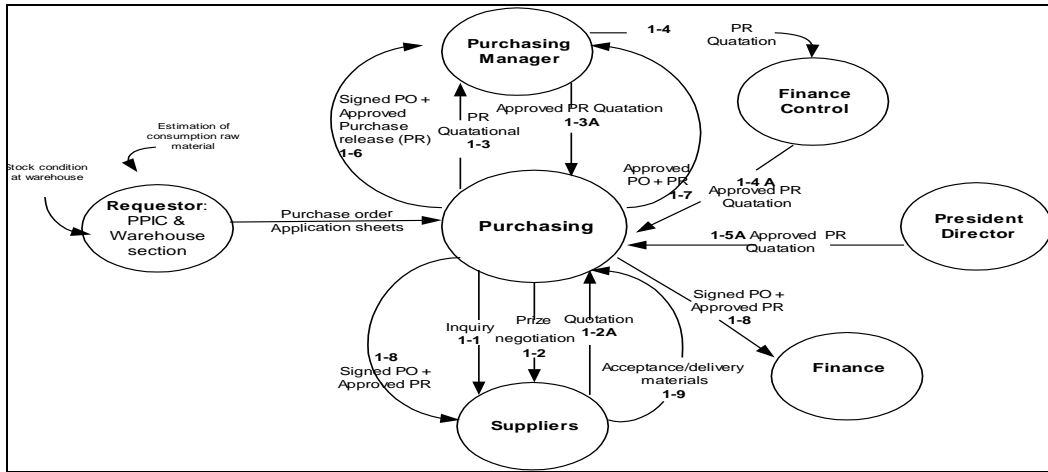 1-4
PR
Quatation
Purchasing
Manager
Finance
Control
Signed PO +
Approved
Purchase
release (PR)
1-6
PR
Quatational
1-3
Approved PR Quatation
1-3A
Estimation of
consumption raw
material
Stock condition
at warehouse
Approved
PO + PR
1-7
1-4 A
Approved PR
Quatation
Requestor:
PPIC &
Warehouse
section
Purchase order
Application sheets
Purchasing
President
Director
1-5A Approved PR
Quatation
Signed PO +
Approved PR
1-8
Inquiry
1-1
Prize
negotiation
1-2
Quotation
1-2A
1-8
Signed PO +
Approved PR
Acceptance/delivery
materials
1-9
Finance
Suppliers